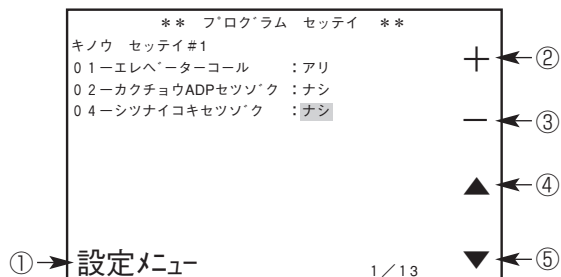 ** プログラム セッテイ **
キノウ セッテイ#1
01ーエレベーターコール :アリ
02ーカクチョウADPセツゾク :ナシ
04ーシツナイコキセツゾク :ナシ
+ ②
− ③
▲ ④
① 設定メニュー 1/13 ▼ ⑤